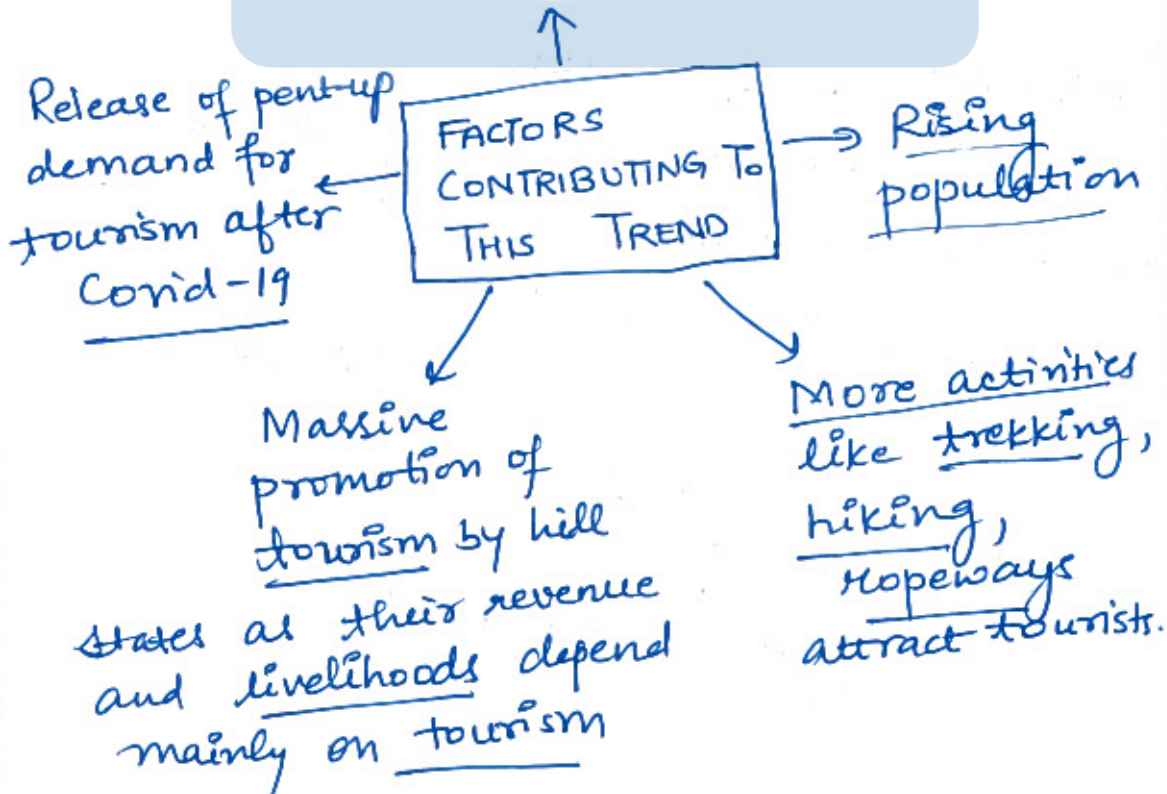 Release of pent-up
demand for
tourism after
Covid-19
FACTORS
CONTRIBUTING TO
THIS TREND
Rising
population
Massive
promotion of
tourism by hill
states as their revenue
and livelihoods depend
mainly on tourism
More activities
like trekking,
hiking,
ropeways
attract tourists.